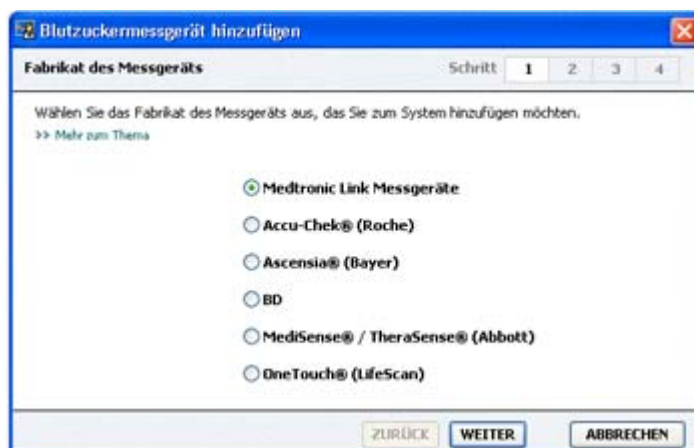 Blutzuckermessgerät hinzufügen
Fabrikat des Messgeräts Schritt 1 2 3 4
Wählen Sie das Fabrikat des Messgeräts aus, das Sie zum System hinzufügen möchten.
>> Mehr zum Thema
Medtronic Link Messgeräte
Accu-Chek® (Roche)
Ascensia® (Bayer)
BD
MediSense® / TheraSense® (Abbott)
OneTouch® (LifeScan)
ZURÜCK WEITER ABBRECHEN